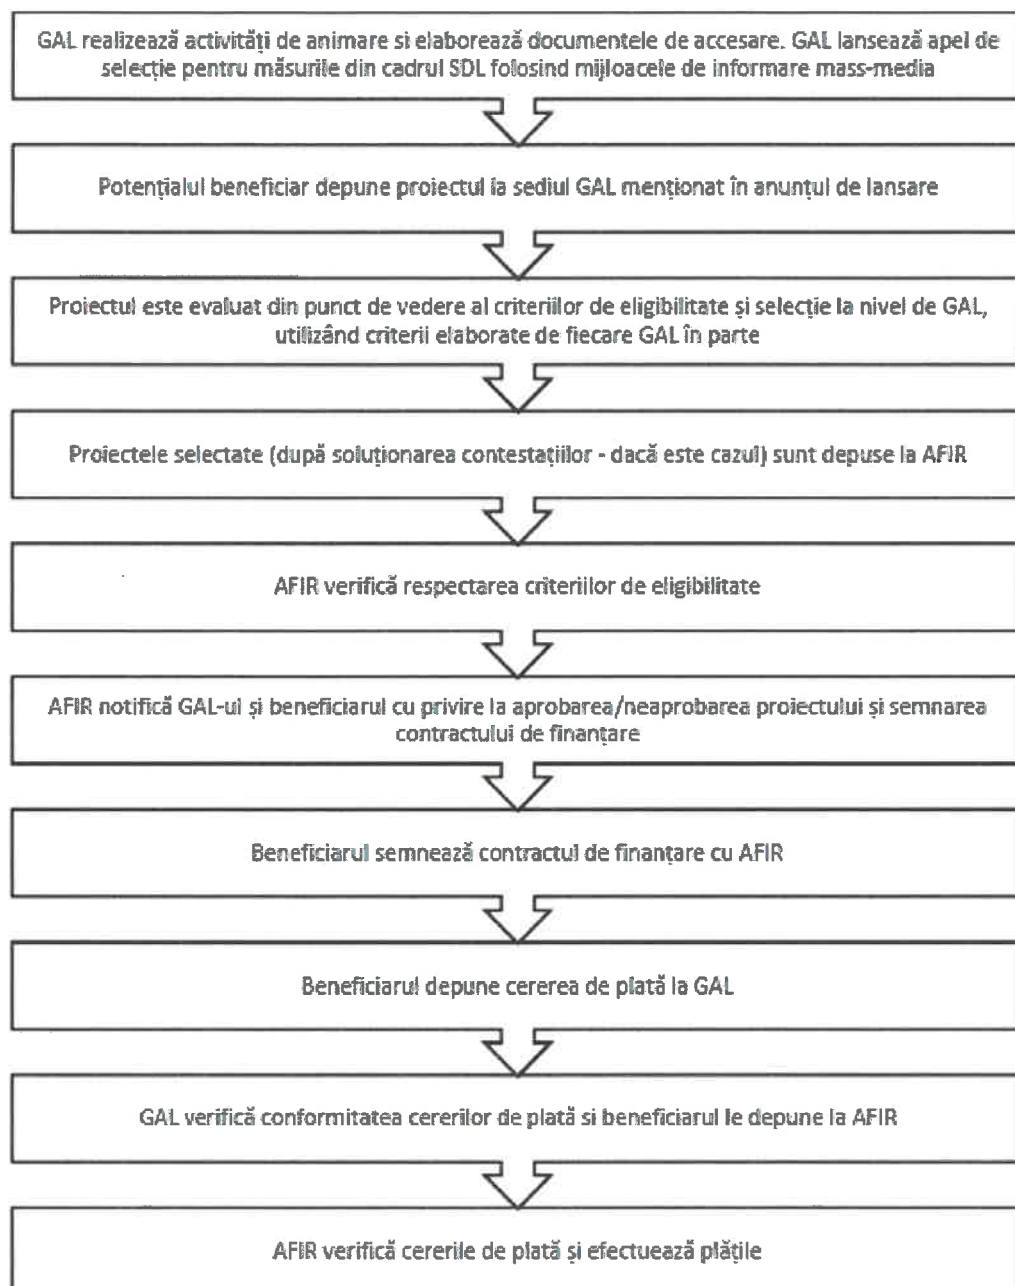 GAL realizează activități de animare si elaborează documentele de accesare. GAL lansează apel de
selecție pentru măsurile din cadrul SDL folosind mijloacele de informare mass-media
Potențialul beneficiar depune proiectul la sediul GAL menționat în anunțul de lansare
Proiectul este evaluat din punct de vedere al criteriilor de eligibilitate și selecție la nivel de GAL,
utilizând criterii elaborate de fiecare GAL în parte
Proiectele selectate (după soluționarea contestațiilor - dacă este cazul) sunt depuse la AFIR
AFIR verifică respectarea criteriilor de eligibilitate
AFIR notifică GAL-ul și beneficiarul cu privire la aprobarea/neaprobarea proiectului și semnarea
contractului de finanțare
Beneficiarul semnează contractul de finanțare cu AFIR
Beneficiarul depune cererea de plată la GAL
GAL verifică conformitatea cererilor de plată si beneficiarul le depune la AFIR
AFIR verifică cererile de plată și efectuează plățile